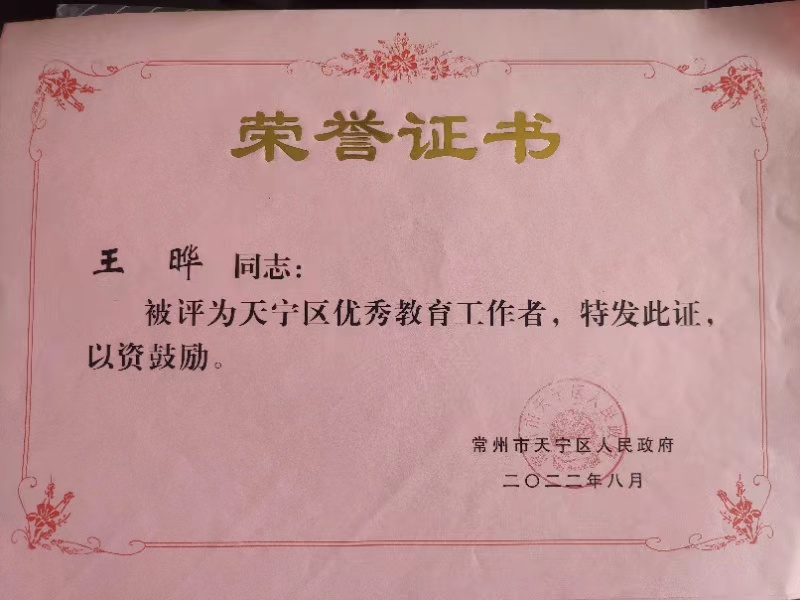 荣誉证书
王晔 同志：
被评为天宁区优秀教育工作者，特发此证，
以资鼓励。
常州市天宁区人民政府
二〇二二年八月